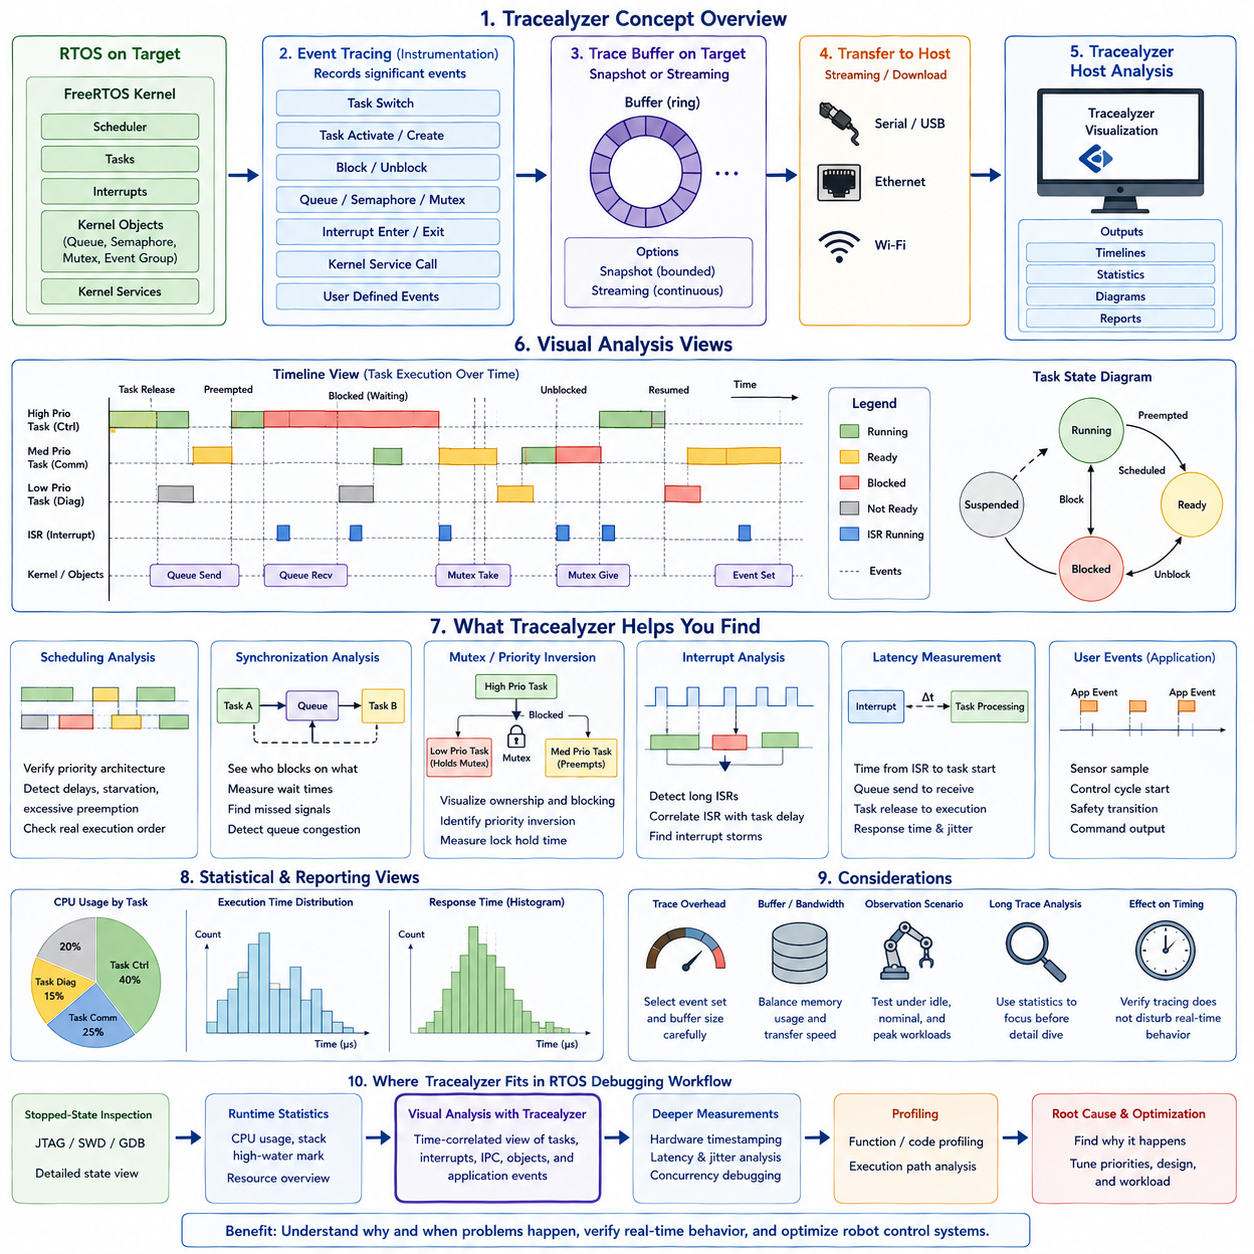 1. Tracealyzer Concept Overview
RTOS on Target
FreeRTOS Kernel
Scheduler
Tasks
Interrupts
Kernel Objects
(Queue, Semaphore,
Mutex, Event Group)
Kernel Services
2. Event Tracing (Instrumentation)
Records significant events
Task Switch
Task Activate / Create
Block / Unblock
Queue / Semaphore / Mutex
Interrupt Enter / Exit
Kernel Service Call
User Defined Events
3. Trace Buffer on Target
Snapshot or Streaming
Buffer (ring)
Options
Snapshot (bounded)
Streaming (continuous)
4. Transfer to Host
Streaming / Download
Serial / USB
Ethernet
Wi-Fi
5. Tracealyzer
Host Analysis
Tracealyzer
Visualization
Outputs
Timelines
Statistics
Diagrams
Reports
6. Visual Analysis Views
Timeline View (Task Execution Over Time)
Task Release
Preempted
Blocked (Waiting)
Unblocked
Resumed
Time
High Prio
Task (Ctrl)
Med Prio
Task (Comm)
Low Prio
Task (Diag)
ISR (Interrupt)
Kernel / Objects
Queue Send
Queue Recv
Mutex Take
Mutex Give
Event Set
Legend
Running
Ready
Blocked
Not Ready
ISR Running
Events
Task State Diagram
Running
Preempted
Scheduled
Suspended
Block
Ready
Blocked
Unblock
7. What Tracealyzer Helps You Find
Scheduling Analysis
Verify priority architecture
Detect delays, starvation,
excessive preemption
Check real execution order
Synchronization Analysis
Task A
Queue
Task B
See who blocks on what
Measure wait times
Find missed signals
Detect queue congestion
Mutex / Priority Inversion
High Prio Task
Blocked
Low Prio Task
(Holds Mutex)
Mutex
Med Prio Task
(Preempts)
Visualize ownership and blocking
Identify priority inversion
Measure lock hold time
Interrupt Analysis
Detect long ISRs
Correlate ISR with task delay
Find interrupt storms
Latency Measurement
Interrupt
Δt
Task Processing
Time from ISR to task start
Queue send to receive
Task release to execution
Response time & jitter
User Events (Application)
App Event
App Event
Sensor sample
Control cycle start
Safety transition
Command output
8. Statistical & Reporting Views
CPU Usage by Task
20%
Task Ctrl
40%
Task Diag
15%
Task Comm
25%
Execution Time Distribution
Count
Time (µs)
Response Time (Histogram)
Count
Time (µs)
9. Considerations
Trace Overhead
Select event set
and buffer size
carefully
Buffer / Bandwidth
Balance memory
usage and
transfer speed
Observation Scenario
Test under idle,
nominal, and
peak workloads
Long Trace Analysis
Use statistics to
focus before
detail dive
Effect on Timing
Verify tracing does
not disturb real-time
behavior
10. Where Tracealyzer Fits in RTOS Debugging Workflow
Stopped-State Inspection
JTAG / SWD / GDB
Detailed state view
Runtime Statistics
CPU usage, stack
high-water mark
Resource overview
Visual Analysis with Tracealyzer
Time-correlated view of tasks,
interrupts, IPC, objects, and
application events
Deeper Measurements
Hardware timestamping
Latency & jitter analysis
Concurrency debugging
Profiling
Function / code profiling
Execution path analysis
Root Cause & Optimization
Find why it happens
Tune priorities, design,
and workload
Benefit: Understand why and when problems happen, verify real-time behavior, and optimize robot control systems.